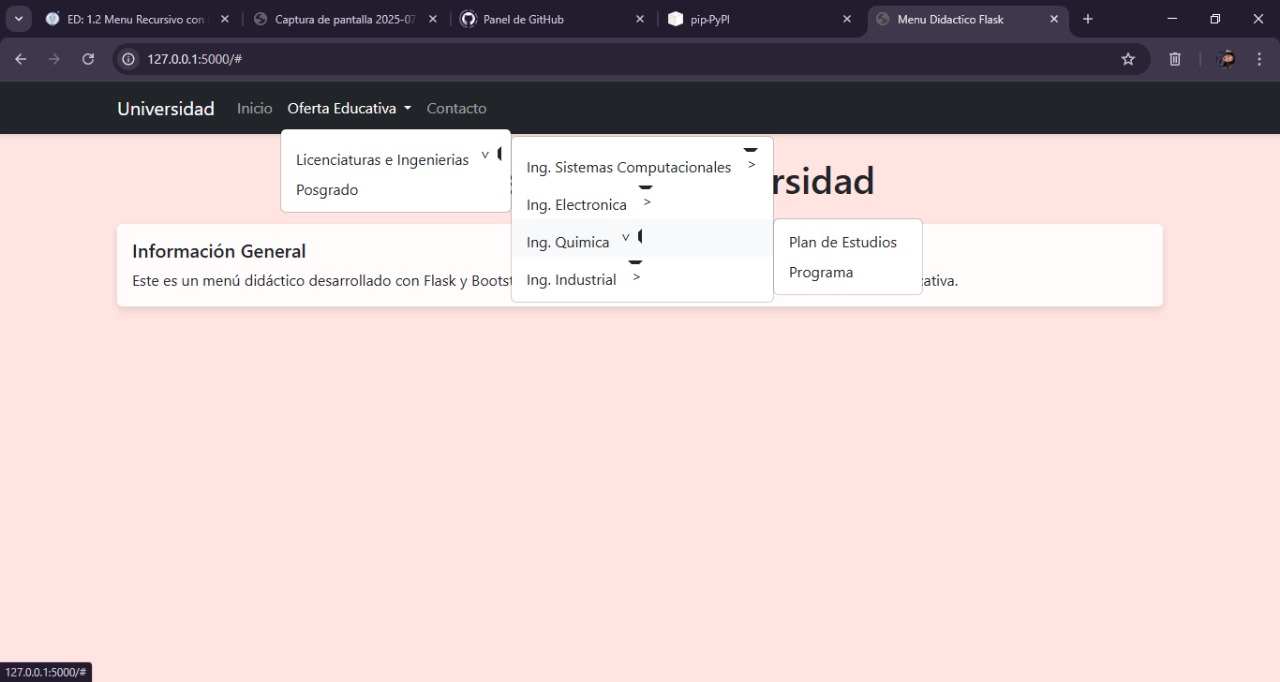 ED: 1.2 Menu Recursivo con
Captura de pantalla 2025-07
Panel de GitHub
pip·PyPI
Menu Didactico Flask
127.0.0.1:5000/#
Universidad Inicio Oferta Educativa Contacto
Licenciaturas e Ingenierias v
Posgrado
Ing. Sistemas Computacionales >
Ing. Electronica >
Ing. Quimica v
Ing. Industrial >
Plan de Estudios
Programa
rsidad
Información General
Este es un menú didáctico desarrollado con Flask y Bootst
ativa.
127.0.0.1:5000/#